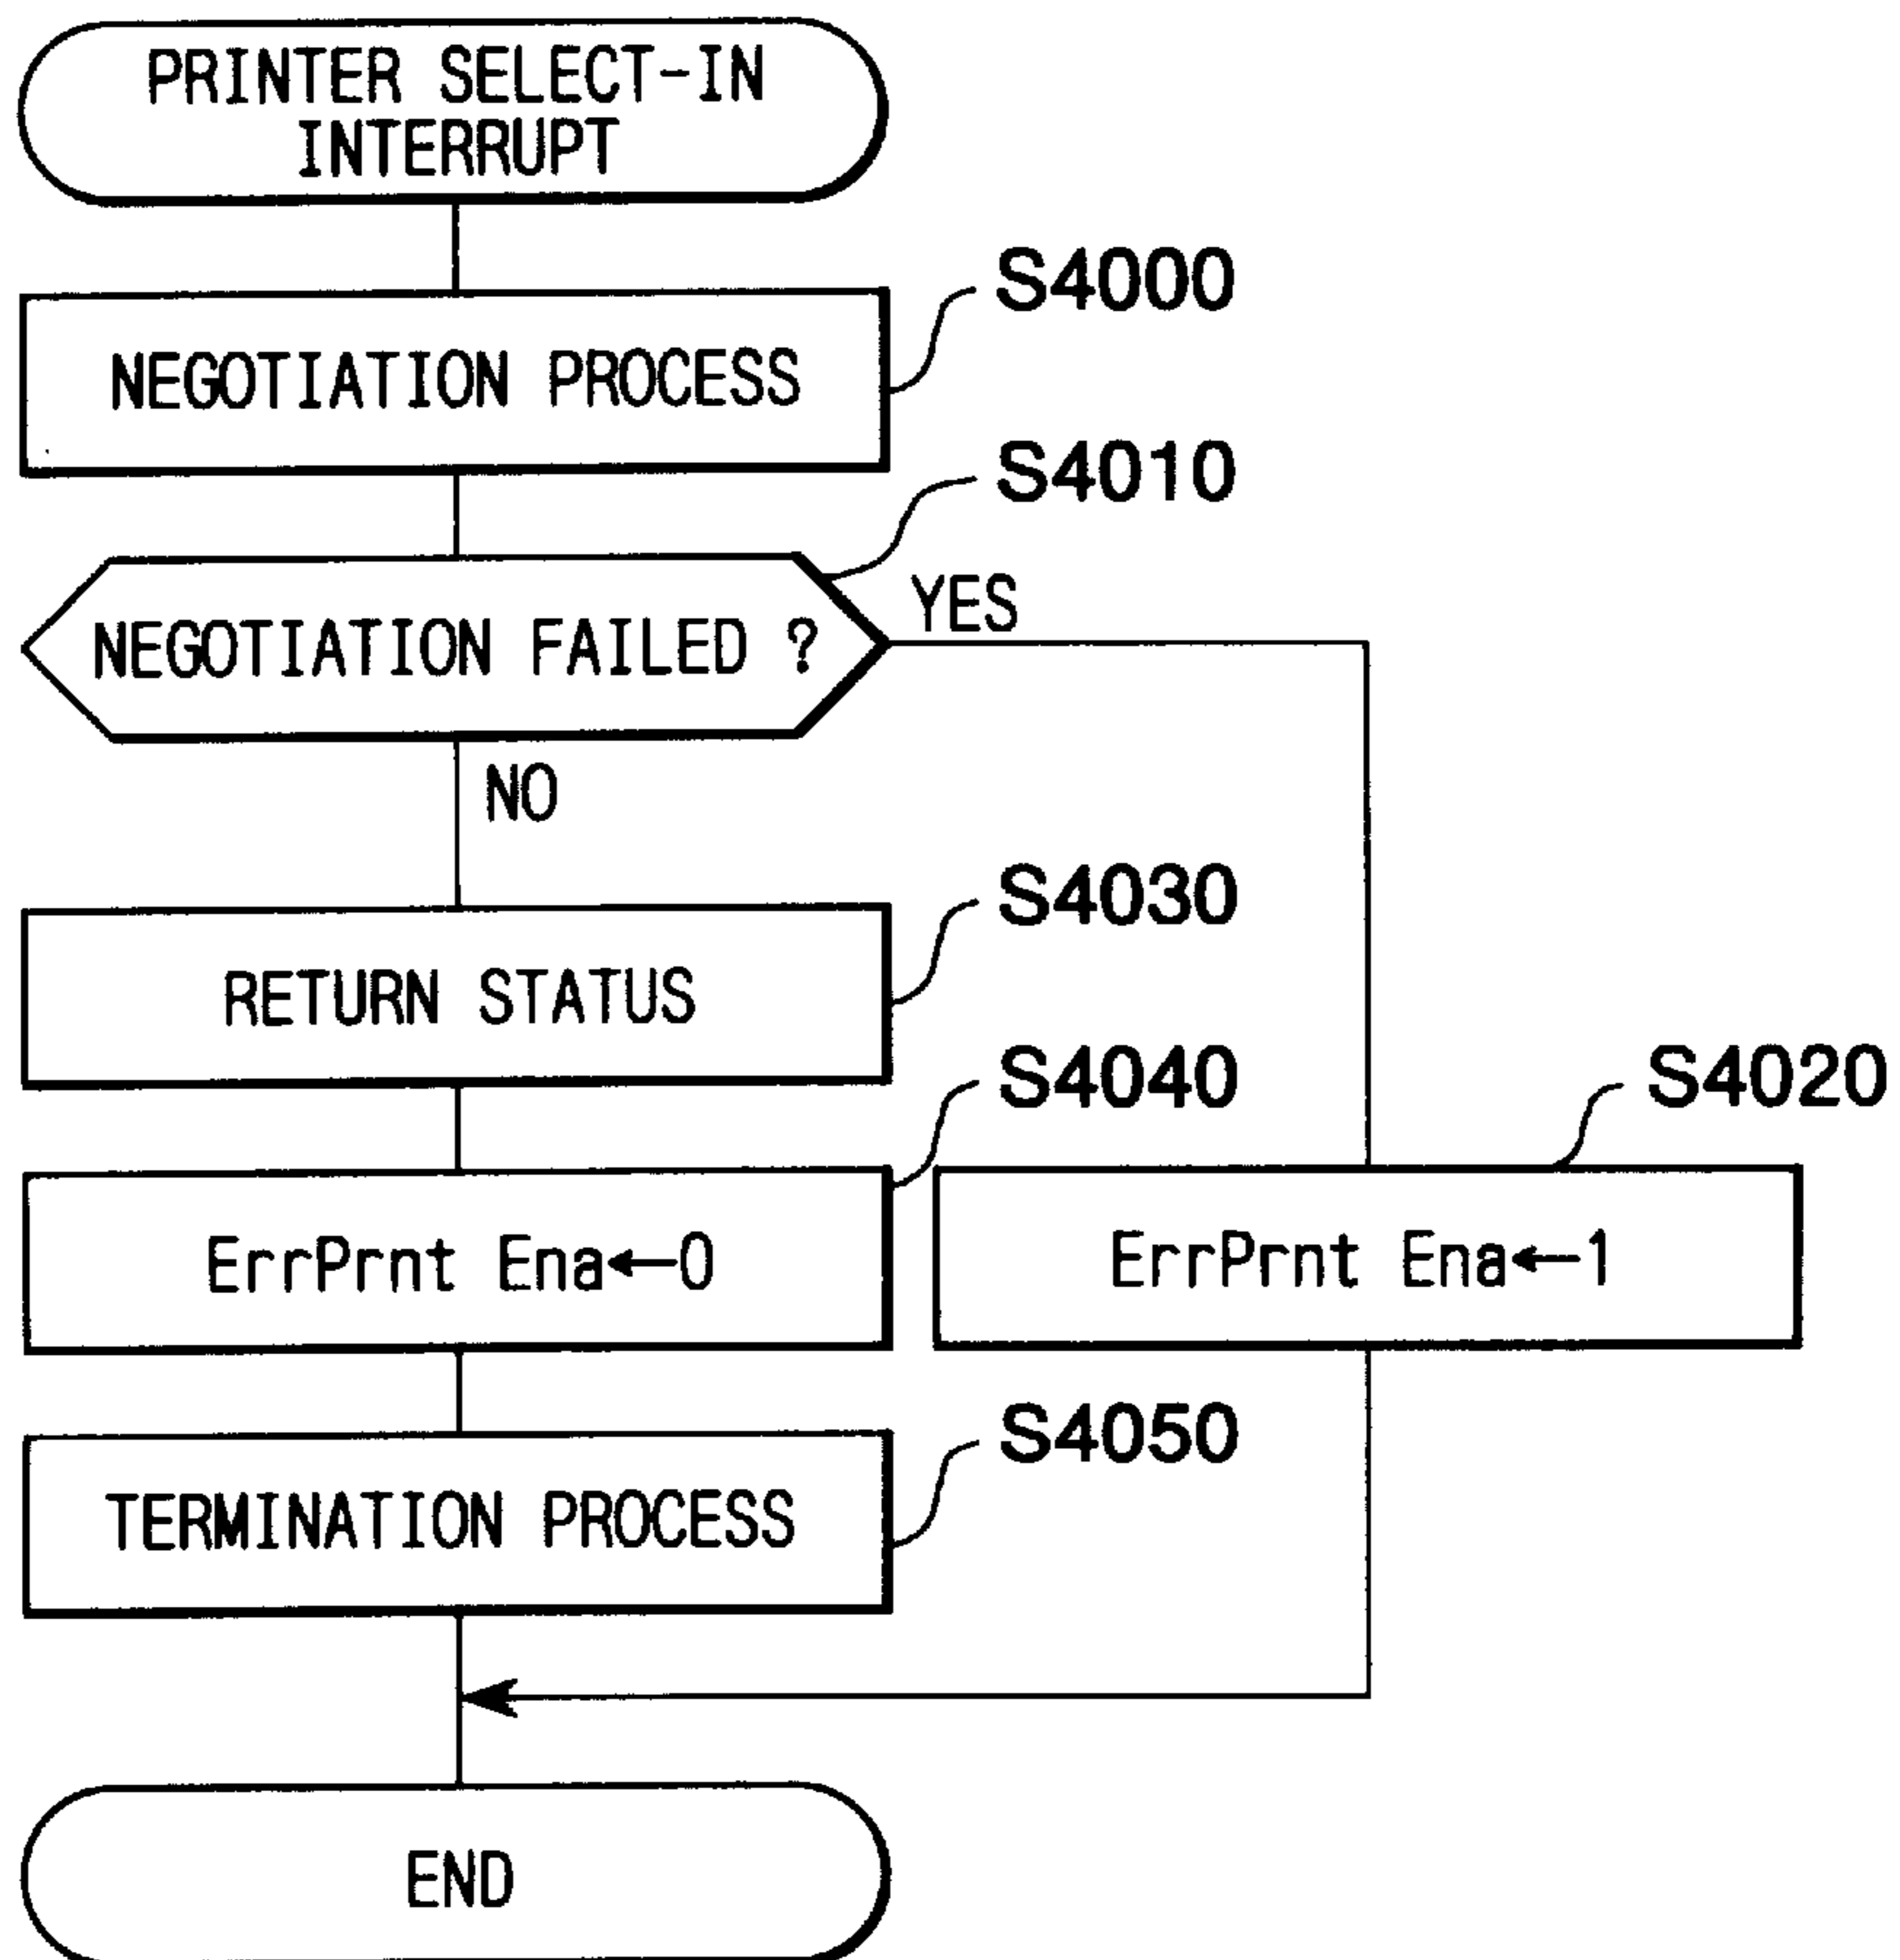 PRINTER SELECT-IN
INTERRUPT
S4000
NEGOTIATION PROCESS
S4010
YES
NEGOTIATION FAILED ?
NO
S4030
RETURN STATUS
S4040
S4020
ErrPrnt Ena←0
ErrPrnt Ena←1
S4050
TERMINATION PROCESS
END